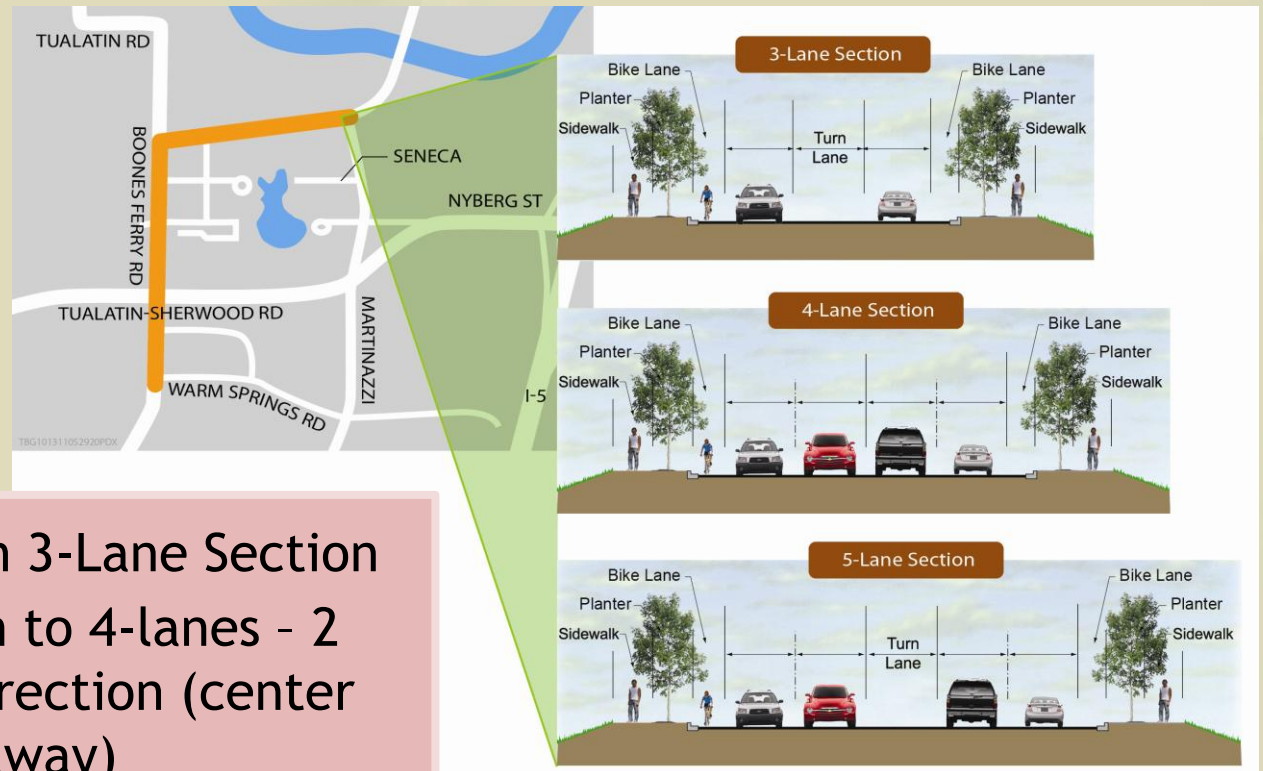 TUALATIN RD
BOONES FERRY RD
SENECA
NYBERG ST
TUALATIN-SHERWOOD RD
MARTINAZZI
WARM SPRINGS RD
I-5
TBG101311052920PDX
3-Lane Section
Bike Lane
Bike Lane
Planter
Planter
Sidewalk
Sidewalk
Turn
Lane
4-Lane Section
Bike Lane
Bike Lane
Planter
Planter
Sidewalk
Sidewalk
5-Lane Section
Bike Lane
Bike Lane
Planter
Planter
Sidewalk
Sidewalk
Turn
Lane
3-Lane Section
to 4-lanes – 2
(center